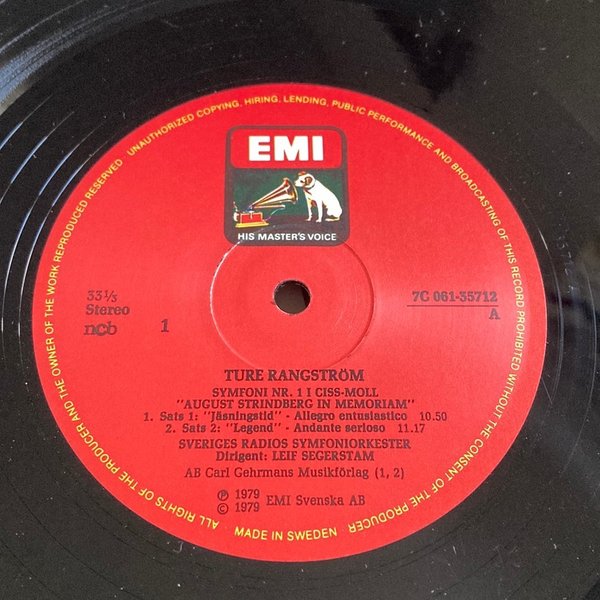 UNAUTHORIZED COPYING, HIRING, LENDING, PUBLIC PERFORMANCE AND BROADCASTING OF THIS RECORD PROHIBITED WITHOUT THE CONSENT OF THE PRODUCER · ALL RIGHTS OF THE PRODUCER AND THE OWNER OF THE WORK REPRODUCED RESERVED ·
EMI
HIS MASTER'S VOICE
33⅓
Stereo
ncb
1
7C 061-35712
A
TURE RANGSTRÖM
SYMFONI NR. 1 I CISS-MOLL
"AUGUST STRINDBERG IN MEMORIAM"
1. Sats 1: "Jäsningstid" - Allegro entusiastico 10.50
2. Sats 2: "Legend" - Andante serioso 11.17
SVERIGES RADIOS SYMFONIORKESTER
Dirigent: LEIF SEGERSTAM
AB Carl Gehrmans Musikförlag (1, 2)
Ⓟ 1979
© 1979 EMI Svenska AB
MADE IN SWEDEN